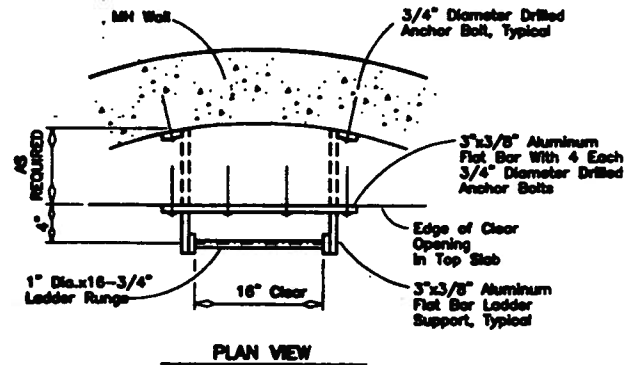 MH Wall
3/4" Diameter Drilled
Anchor Bolt, Typical
AS
REQUIRED
3"x3/8" Aluminum
Flat Bar With 4 Each
3/4" Diameter Drilled
Anchor Bolts
4"
Edge of Clear
Opening
In Top Slab
1" Dia.x16-3/4"
Ladder Rungs
16" Clear
3"x3/8" Aluminum
Flat Bar Ladder
Support, Typical
PLAN VIEW